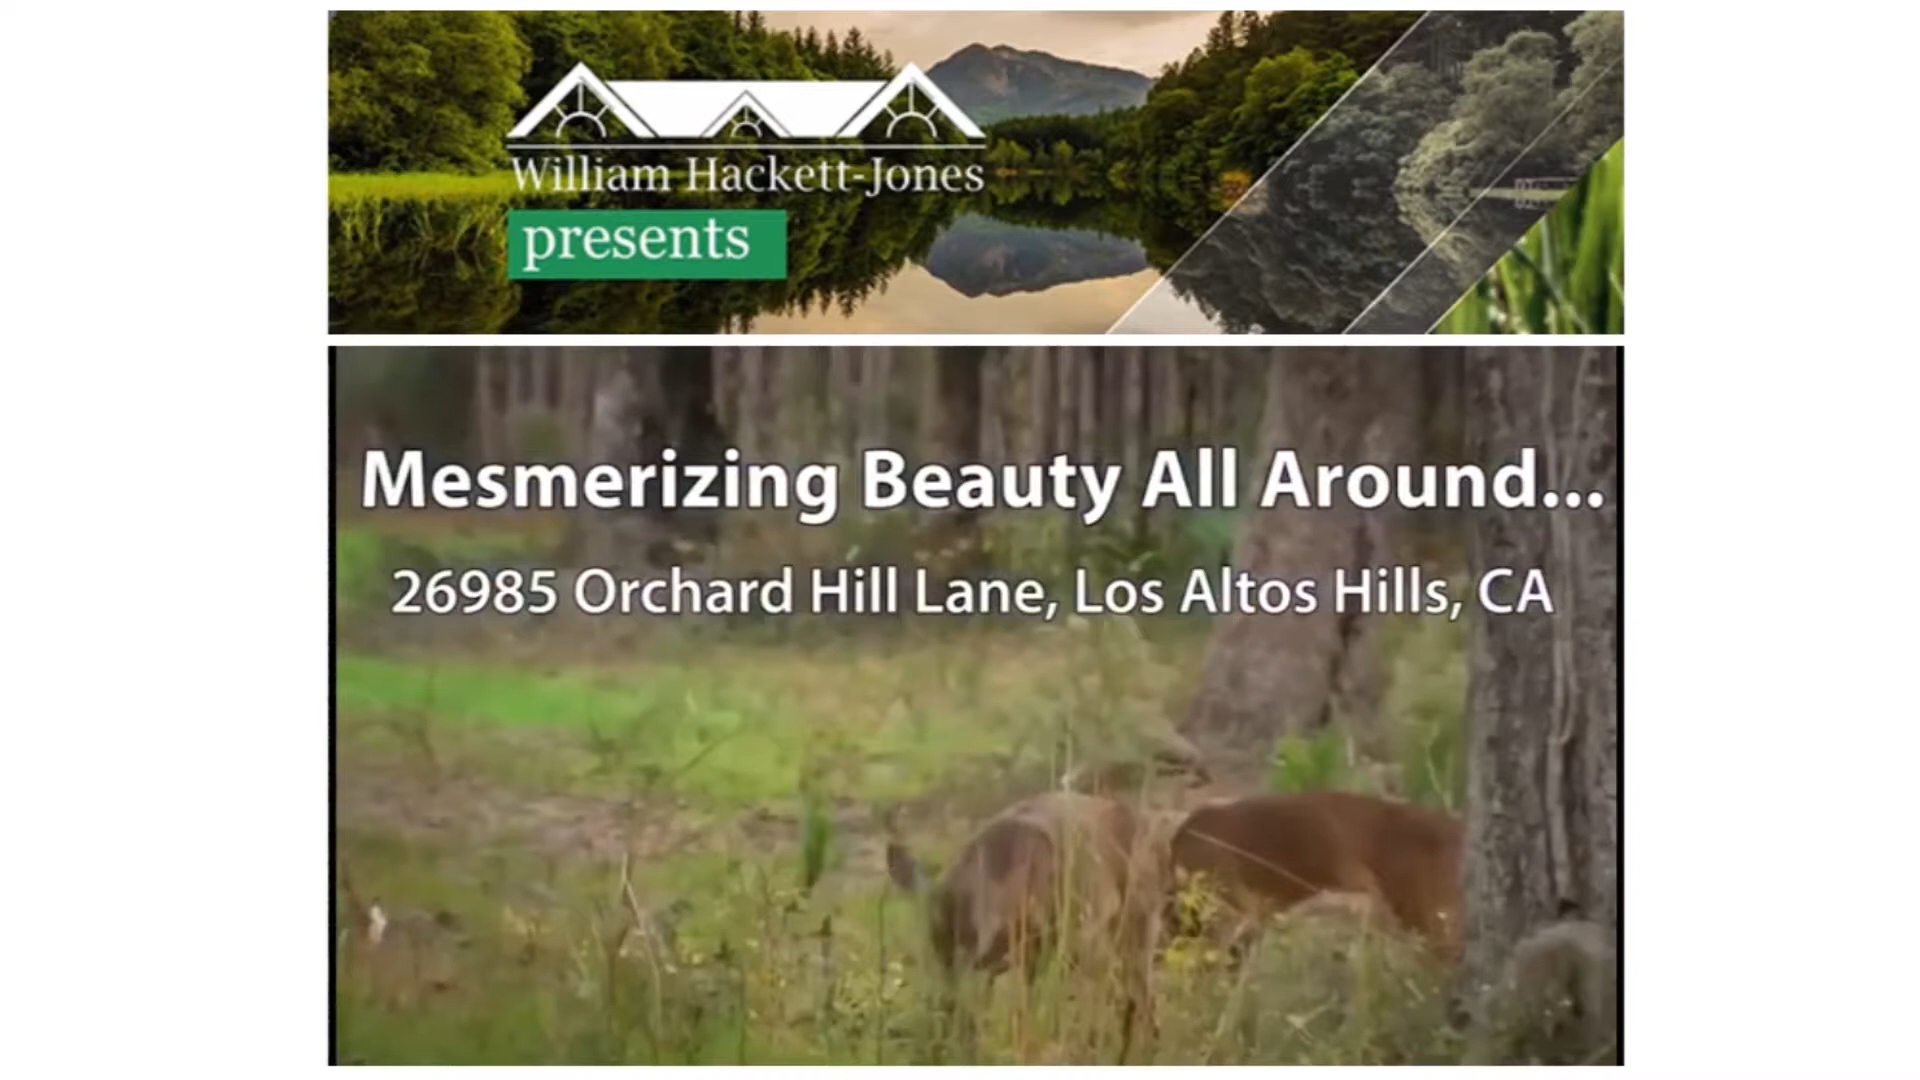 William Hackett-Jones
presents
Mesmerizing Beauty All Around...
26985 Orchard Hill Lane, Los Altos Hills, CA